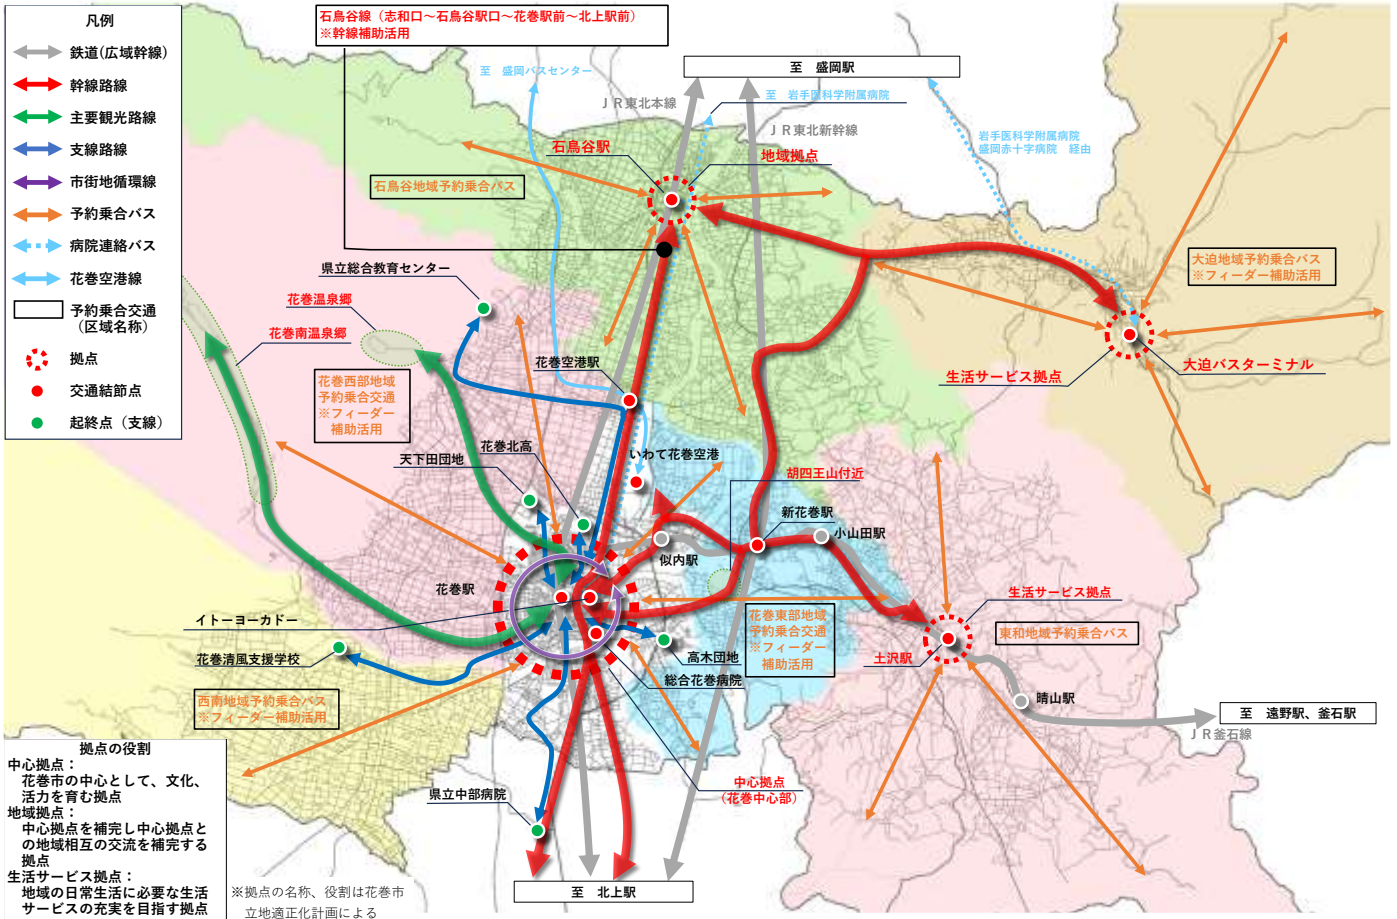 凡例
鉄道(広域幹線)
幹線路線
主要観光路線
支線路線
市街地循環線
予約乗合バス
病院連絡バス
花巻空港線
予約乗合交通
（区域名称）
拠点
交通結節点
起終点（支線）
石鳥谷線（志和口～石鳥谷駅口～花巻駅前～北上駅前）
※幹線補助活用
至　盛岡バスセンター
至　盛岡駅
ＪＲ東北本線
至　岩手医科大学附属病院
ＪＲ東北新幹線
岩手医科学附属病院
盛岡赤十字病院　経由
石鳥谷駅
地域拠点
石鳥谷地域予約乗合バス
大迫地域予約乗合バス
※フィーダー補助活用
県立総合教育センター
花巻温泉郷
花巻南温泉郷
花巻空港駅
生活サービス拠点
大迫バスターミナル
花巻西部地域
予約乗合交通
※フィーダー
補助活用
花巻北高
天下田団地
いわて花巻空港
胡四王山付近
新花巻駅
小山田駅
似内駅
花巻駅
イトーヨーカドー
花巻清風支援学校
高木団地
総合花巻病院
花巻東部地域
予約乗合交通
※フィーダー
補助活用
生活サービス拠点
東和地域予約乗合バス
土沢駅
晴山駅
至　遠野駅、釜石駅
ＪＲ釜石線
西南地域予約乗合バス
※フィーダー補助活用
県立中部病院
中心拠点
（花巻中心部）
至　北上駅
拠点の役割
中心拠点：
花巻市の中心として、文化、
活力を育む拠点
地域拠点：
中心拠点を補完し中心拠点と
の地域相互の交流を補完する
拠点
生活サービス拠点：
地域の日常生活に必要な生活
サービスの充実を目指す拠点
※拠点の名称、役割は花巻市
立地適正化計画による